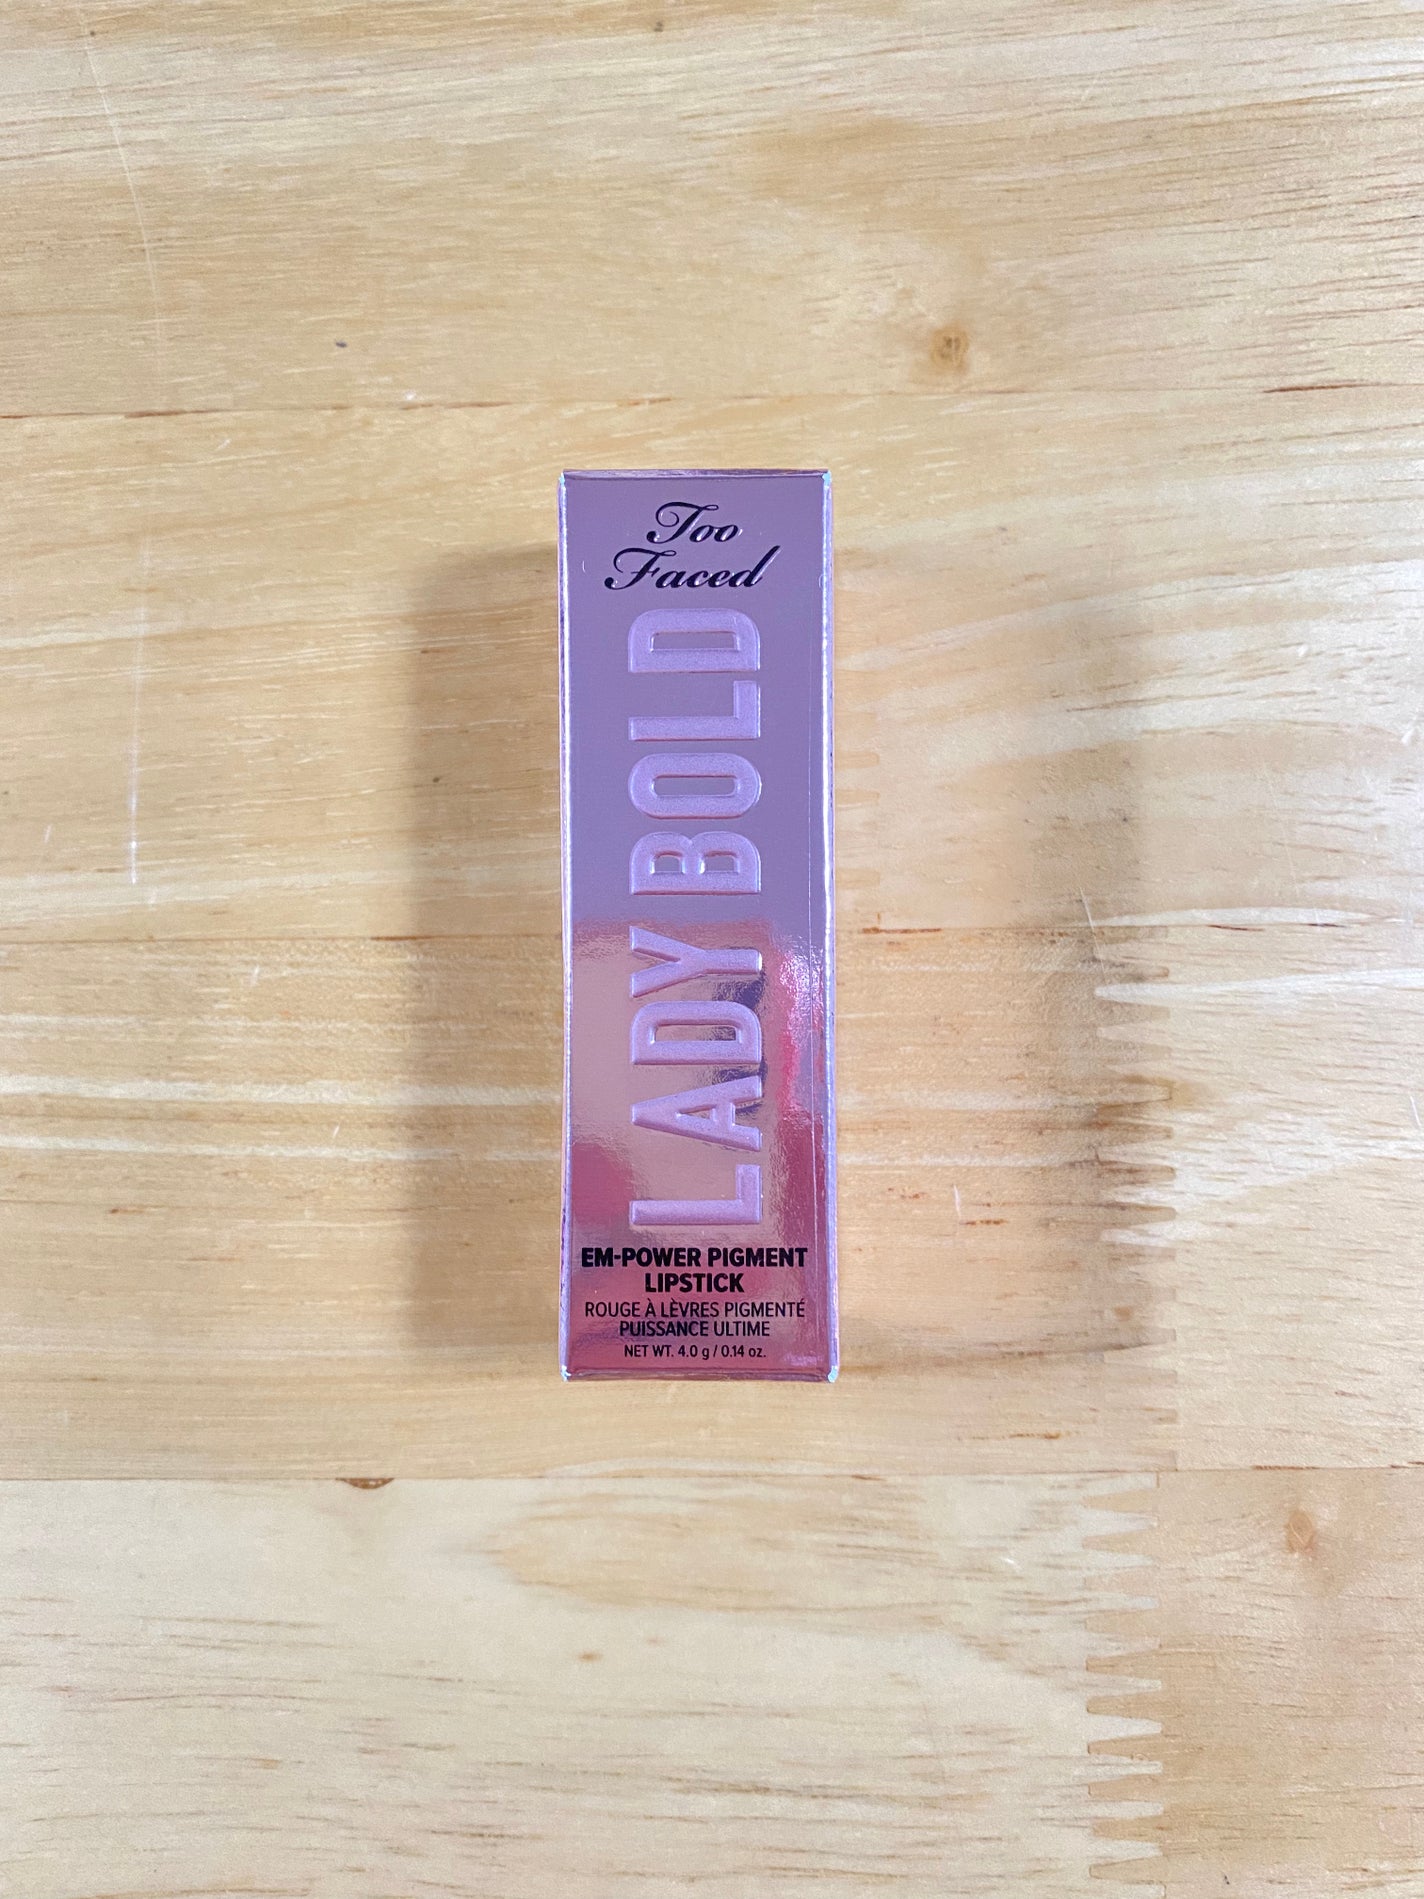 Too
Faced
LADY BOLD
EM-POWER PIGMENT
LIPSTICK
ROUGE À LÈVRES PIGMENTÉ
PUISSANCE ULTIME
NET WT. 4.0 g / 0.14 oz.